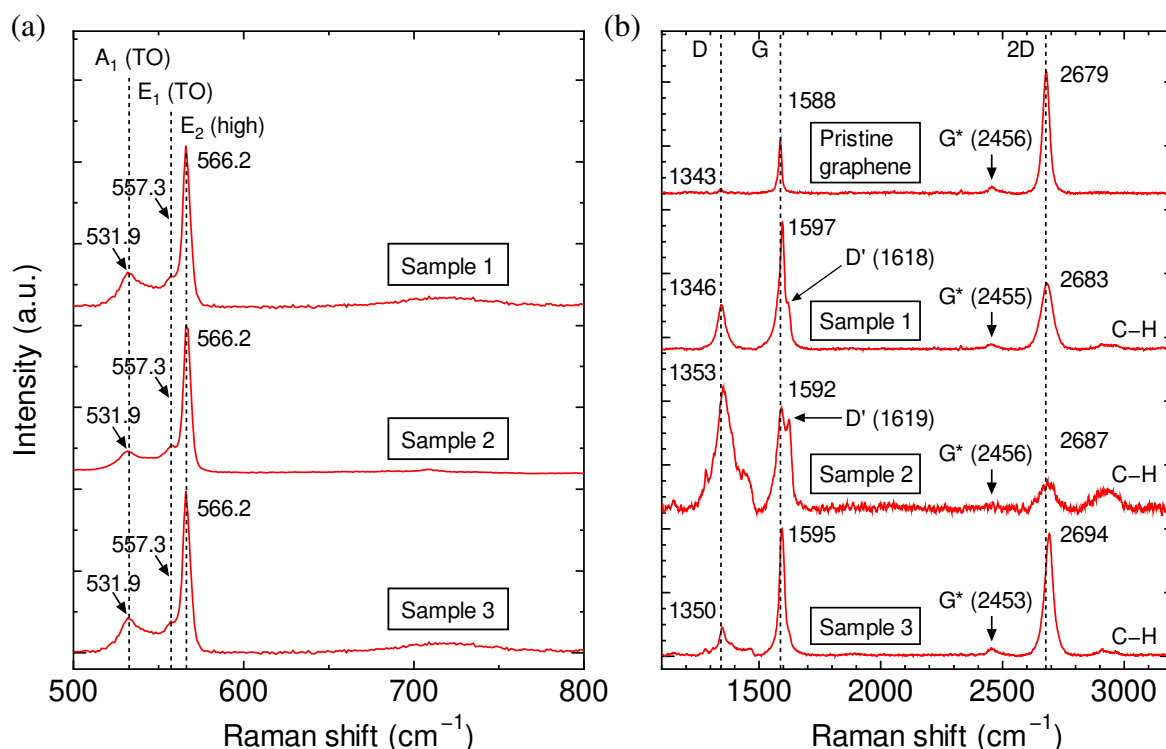 (a)
A₁ (TO)
E₁ (TO)
E₂ (high)
566.2
557.3
531.9
Sample 1
566.2
557.3
531.9
Sample 2
566.2
557.3
531.9
Sample 3
500 600 700 800
Raman shift (cm⁻¹)
Intensity (a.u.)
(b)
D G 2D
2679
1588
Pristine
graphene
G* (2456)
1343
1597
D' (1618)
1346
G* (2455)
2683
Sample 1
C−H
1353
1592
D' (1619)
G* (2456)
2687
Sample 2
C−H
1595
2694
1350
G* (2453)
Sample 3
C−H
1500 2000 2500 3000
Raman shift (cm⁻¹)